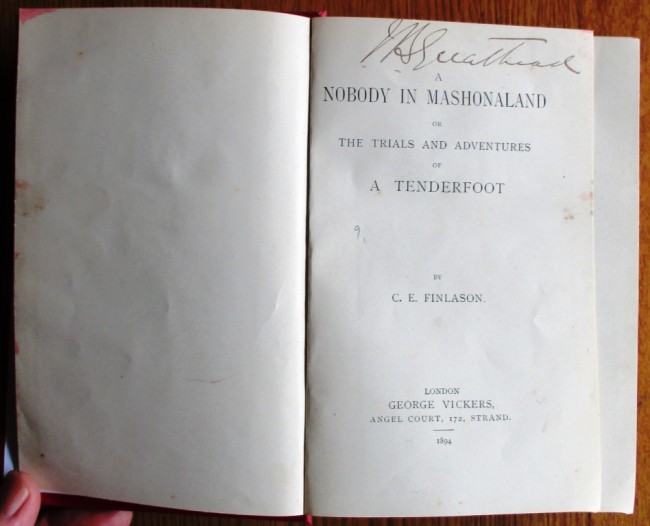 A
NOBODY IN MASHONALAND
OR
THE TRIALS AND ADVENTURES
OF
A TENDERFOOT
9,
BY
C. E. FINLASON.
LONDON
GEORGE VICKERS,
ANGEL COURT, 172, STRAND.
1894